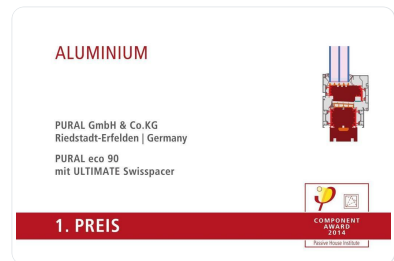 ALUMINIUM
PURAL GmbH & Co.KG
Riedstadt-Erfelden | Germany
PURAL eco 90
mit ULTIMATE Swisspacer
1. PREIS
COMPONENT
AWARD
2014
Passive House Institute